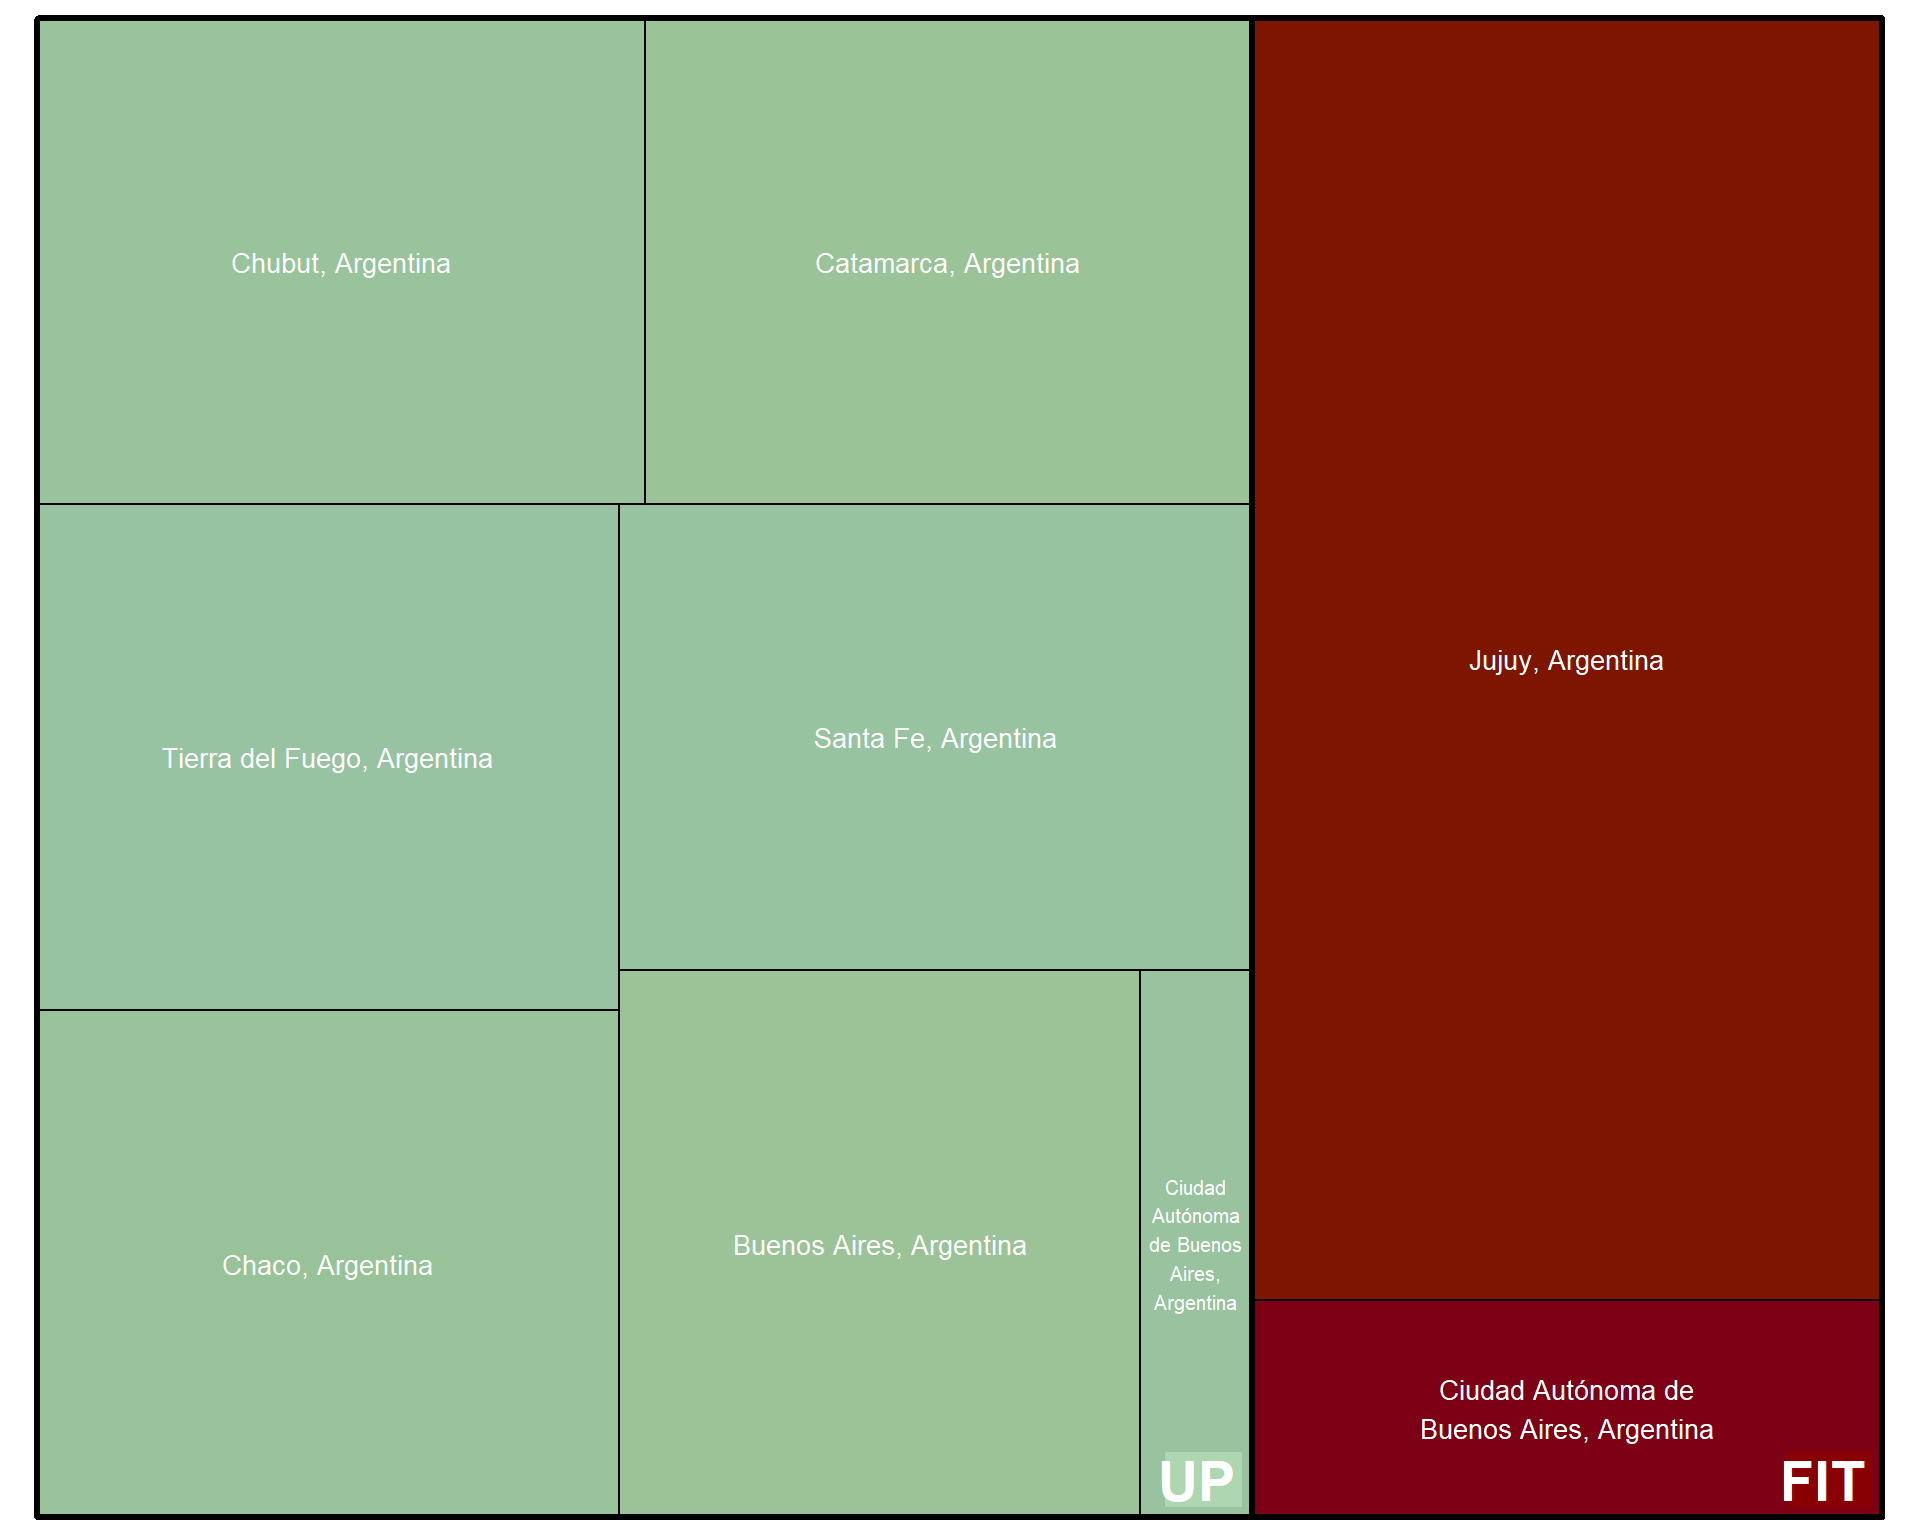 Chubut, Argentina
Catamarca, Argentina
Jujuy, Argentina
Tierra del Fuego, Argentina
Santa Fe, Argentina
Chaco, Argentina
Buenos Aires, Argentina
Ciudad
Autónoma
de Buenos
Aires,
Argentina
Ciudad Autónoma de
Buenos Aires, Argentina
UP
FIT